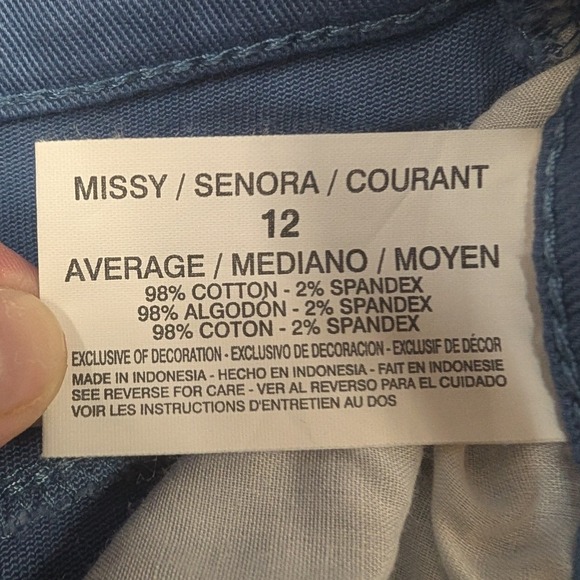 MISSY / SENORA / COURANT
12
AVERAGE / MEDIANO / MOYEN
98% COTTON - 2% SPANDEX
98% ALGODÓN - 2% SPANDEX
98% COTON - 2% SPANDEX
EXCLUSIVE OF DECORATION - EXCLUSIVO DE DECORACION - EXCLUSIF DE DÉCOR
MADE IN INDONESIA - HECHO EN INDONESIA - FAIT EN INDONESIE
SEE REVERSE FOR CARE - VER AL REVERSO PARA EL CUIDADO
VOIR LES INSTRUCTIONS D'ENTRETIEN AU DOS